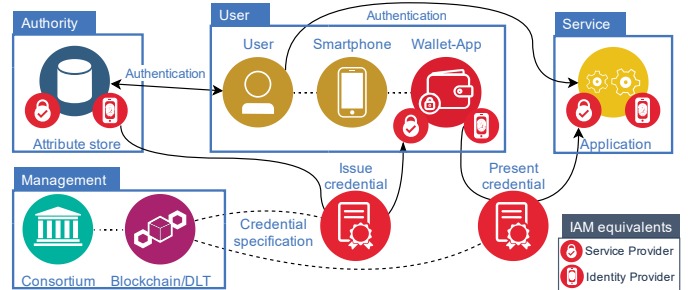 Authority
User
Service
Authentication
User
Smartphone
Wallet-App
Authentication
Attribute store
Application
Management
Issue
credential
Present
credential
Credential
specification
IAM equivalents
Service Provider
Identity Provider
Consortium
Blockchain/DLT